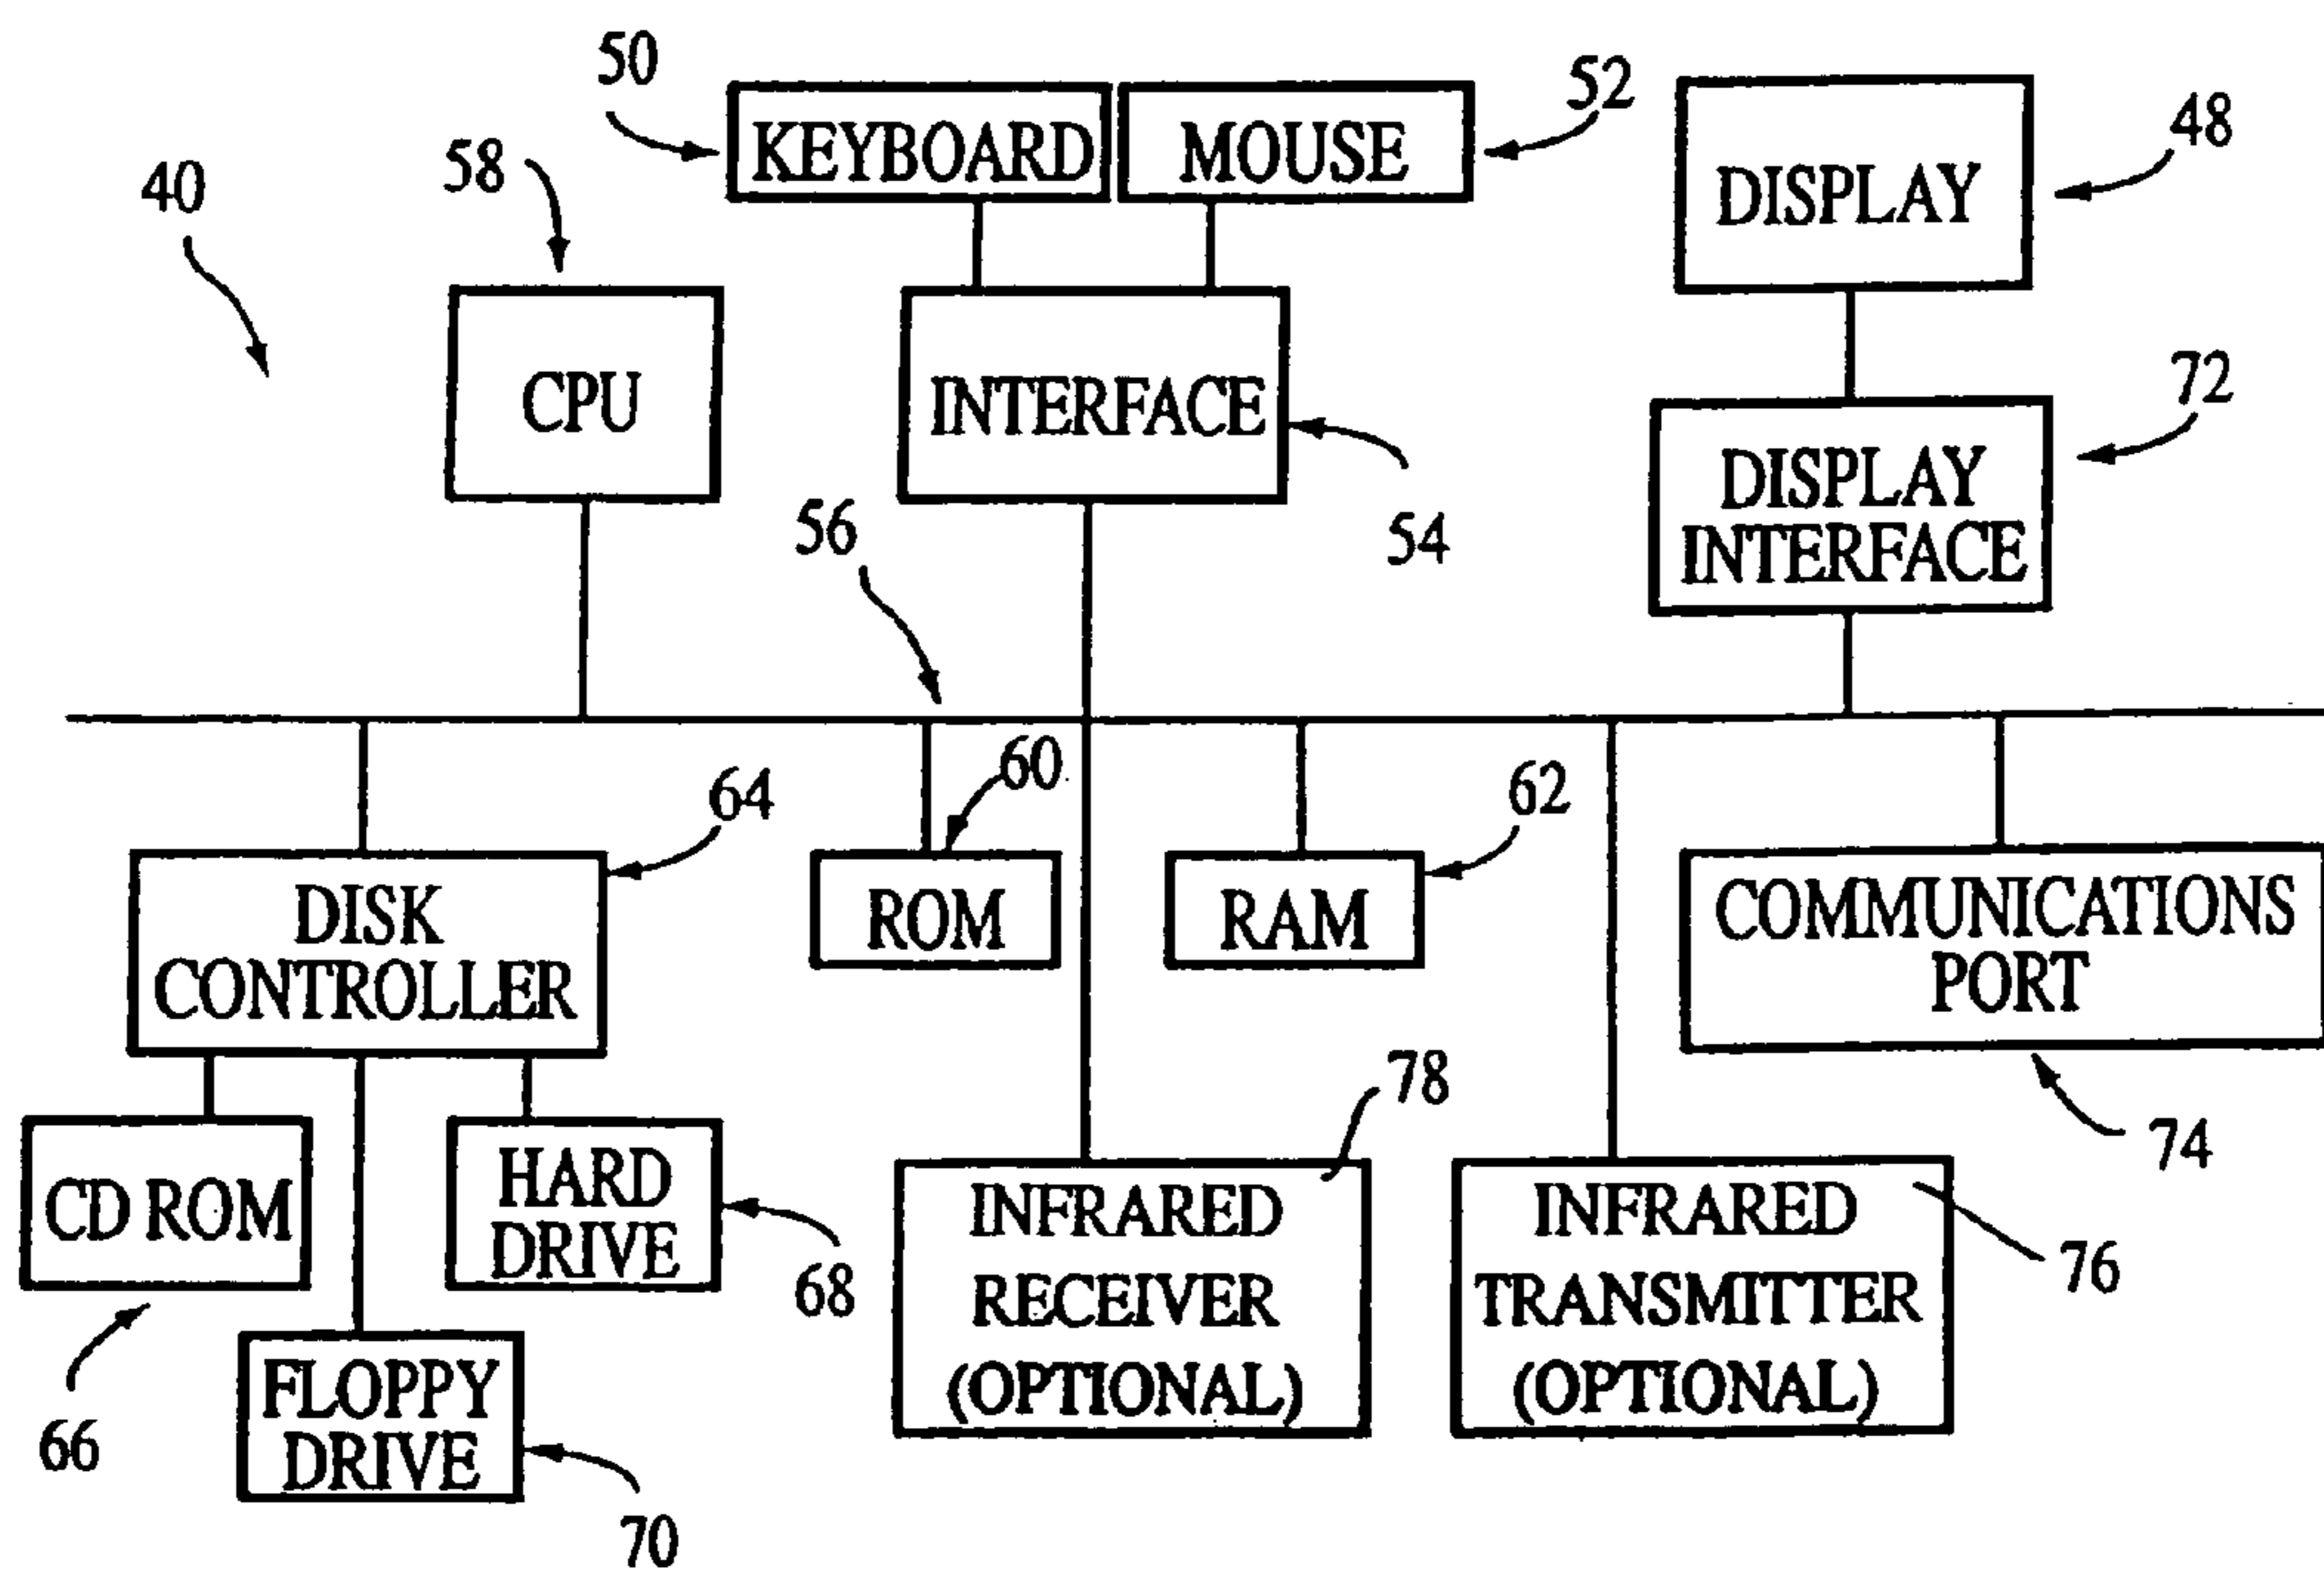 50
KEYBOARD
MOUSE
52
48
DISPLAY
58
40
CPU
INTERFACE
54
72
DISPLAY
INTERFACE
56
64
60
62
DISK
CONTROLLER
ROM
RAM
COMMUNICATIONS
PORT
74
78
76
CD ROM
66
HARD
DRIVE
68
FLOPPY
DRIVE
70
INFRARED
RECEIVER
(OPTIONAL)
INFRARED
TRANSMITTER
(OPTIONAL)